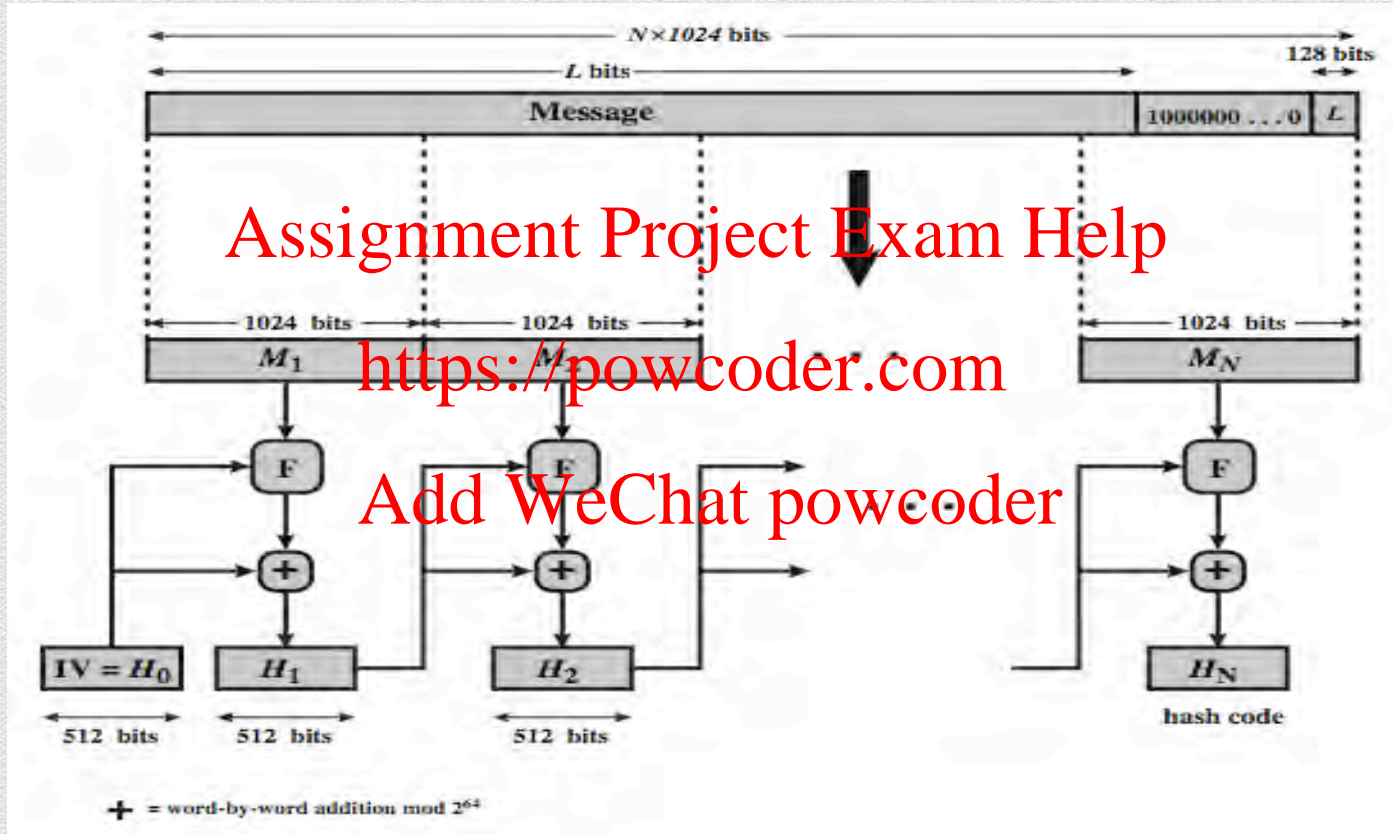 N×1024 bits
128 bits
L bits
Message 1000000 . . . 0 L
Assignment Project Exam Help
1024 bits 1024 bits 1024 bits
M1 M2 . . . MN
https://powcoder.com
F F F
Add WeChat powcoder
+ + +
IV = H0 H1 H2 HN
hash code
512 bits 512 bits 512 bits
+ = word-by-word addition mod 2⁶⁴